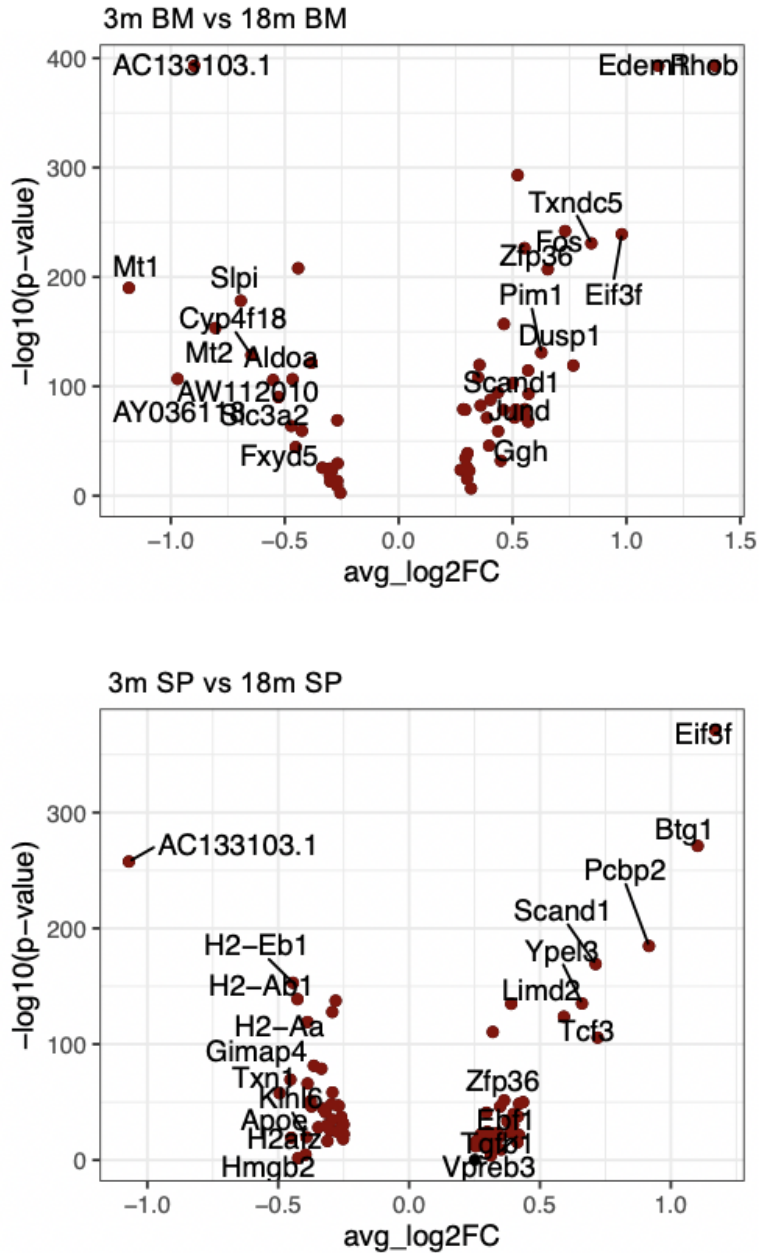 3m BM vs 18m BM
400
AC133103.1
Edem1
Rhob
300
Txndc5
Fos
Zfp36
200
Mt1
Slpi
Pim1
Eif3f
Cyp4f18
Dusp1
Mt2
Aldoa
100
AW112010
Scand1
Slc3a2
Jund
Fxyd5
Ggh
0
−log10(p−value)
−1.0
−0.5
0.0
0.5
1.0
1.5
avg_log2FC
3m SP vs 18m SP
Eif3f
300
AC133103.1
Btg1
Pcbp2
200
Scand1
H2−Eb1
Ypel3
H2−Ab1
Limd2
H2−Aa
Tcf3
100
Gimap4
Txn1
Zfp36
Klhl6
Apoe
Ebf1
H2afz
Tgfb1
Hmgb2
Vpreb3
0
−log10(p−value)
−1.0
−0.5
0.0
0.5
1.0
avg_log2FC